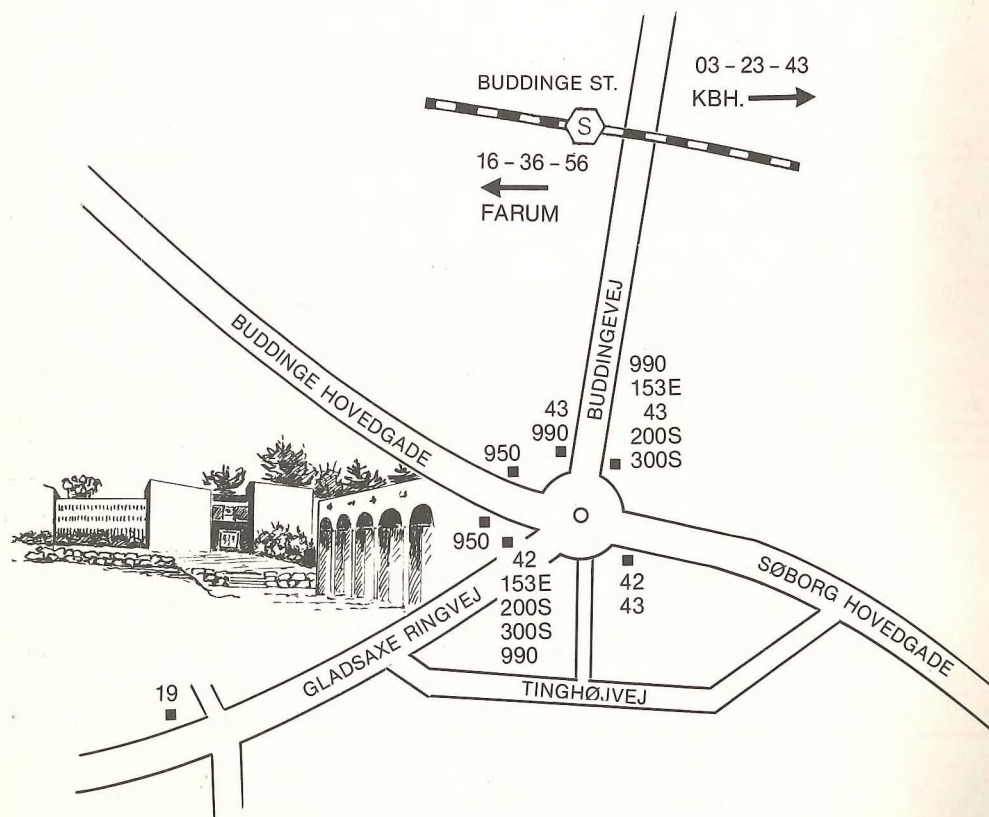 BUDDINGE ST.
03 – 23 – 43
KBH.
S
16 – 36 – 56
FARUM
BUDDINGEVEJ
BUDDINGE HOVEDGADE
990
153E
43
200S
300S
43
990
950
950
42
153E
200S
300S
990
42
43
SØBORG HOVEDGADE
GLADSAXE RINGVEJ
TINGHØJVEJ
19